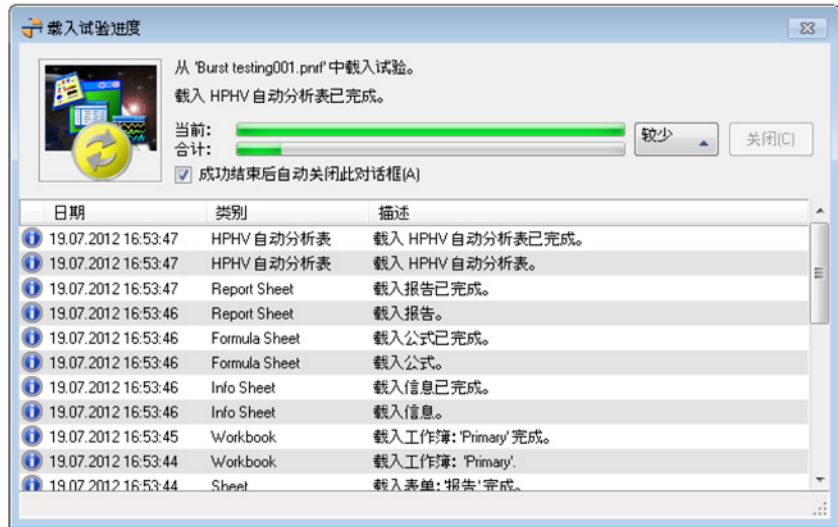 载入试验进度
从 'Burst testing001.pnrf' 中载入试验。
载入 HPHV 自动分析表已完成。
当前:
合计:
较少
关闭(C)
成功结束后自动关闭此对话框(A)
日期 类别 描述
19.07.2012 16:53:47 HPHV 自动分析表 载入 HPHV 自动分析表已完成。
19.07.2012 16:53:47 HPHV 自动分析表 载入 HPHV 自动分析表。
19.07.2012 16:53:47 Report Sheet 载入报告已完成。
19.07.2012 16:53:46 Report Sheet 载入报告。
19.07.2012 16:53:46 Formula Sheet 载入公式已完成。
19.07.2012 16:53:46 Formula Sheet 载入公式。
19.07.2012 16:53:46 Info Sheet 载入信息已完成。
19.07.2012 16:53:46 Info Sheet 载入信息。
19.07.2012 16:53:45 Workbook 载入工作簿: 'Primary' 完成。
19.07.2012 16:53:44 Workbook 载入工作簿: 'Primary'.
19.07.2012 16:53:44 Sheet 载入表单: '报告' 完成。